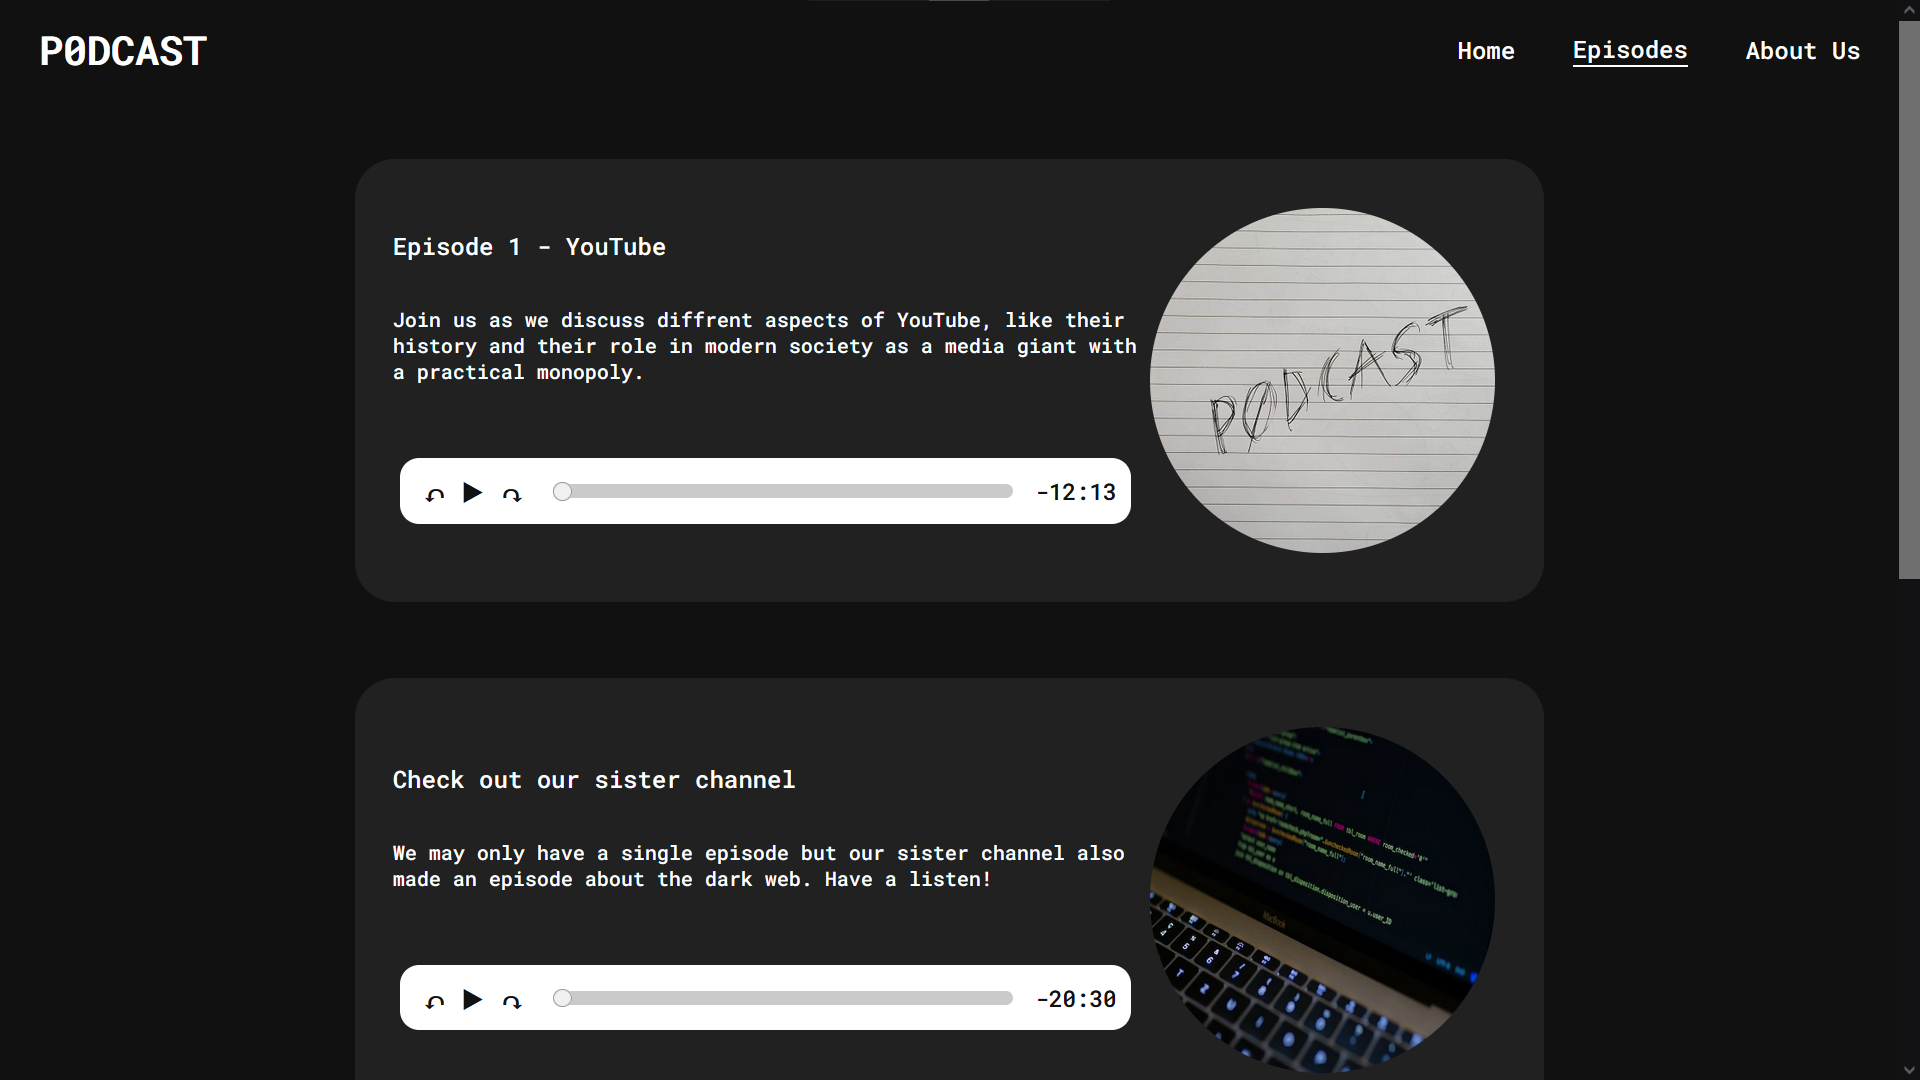 P0DCAST
Home
Episodes
About Us
Episode 1 - YouTube
Join us as we discuss diffrent aspects of YouTube, like their
history and their role in modern society as a media giant with
a practical monopoly.
-12:13
P0DCAST
Check out our sister channel
We may only have a single episode but our sister channel also
made an episode about the dark web. Have a listen!
-20:30
MacBook